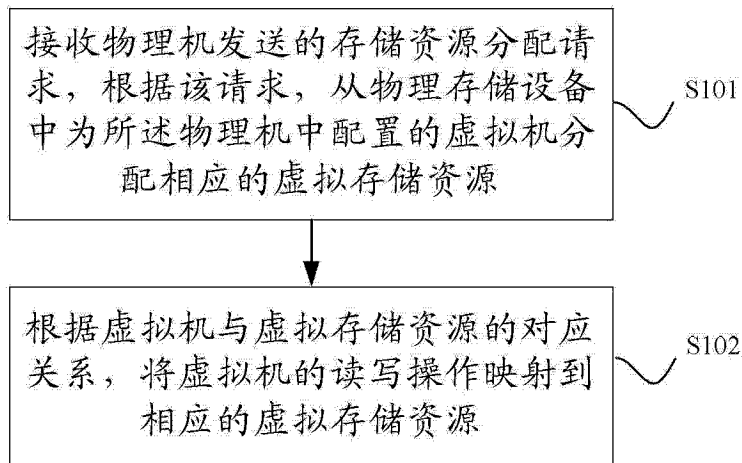 接收物理机发送的存储资源分配请
求，根据该请求，从物理存储设备
中为所述物理机中配置的虚拟机分
配相应的虚拟存储资源
S101
根据虚拟机与虚拟存储资源的对应
关系，将虚拟机的读写操作映射到
相应的虚拟存储资源
S102